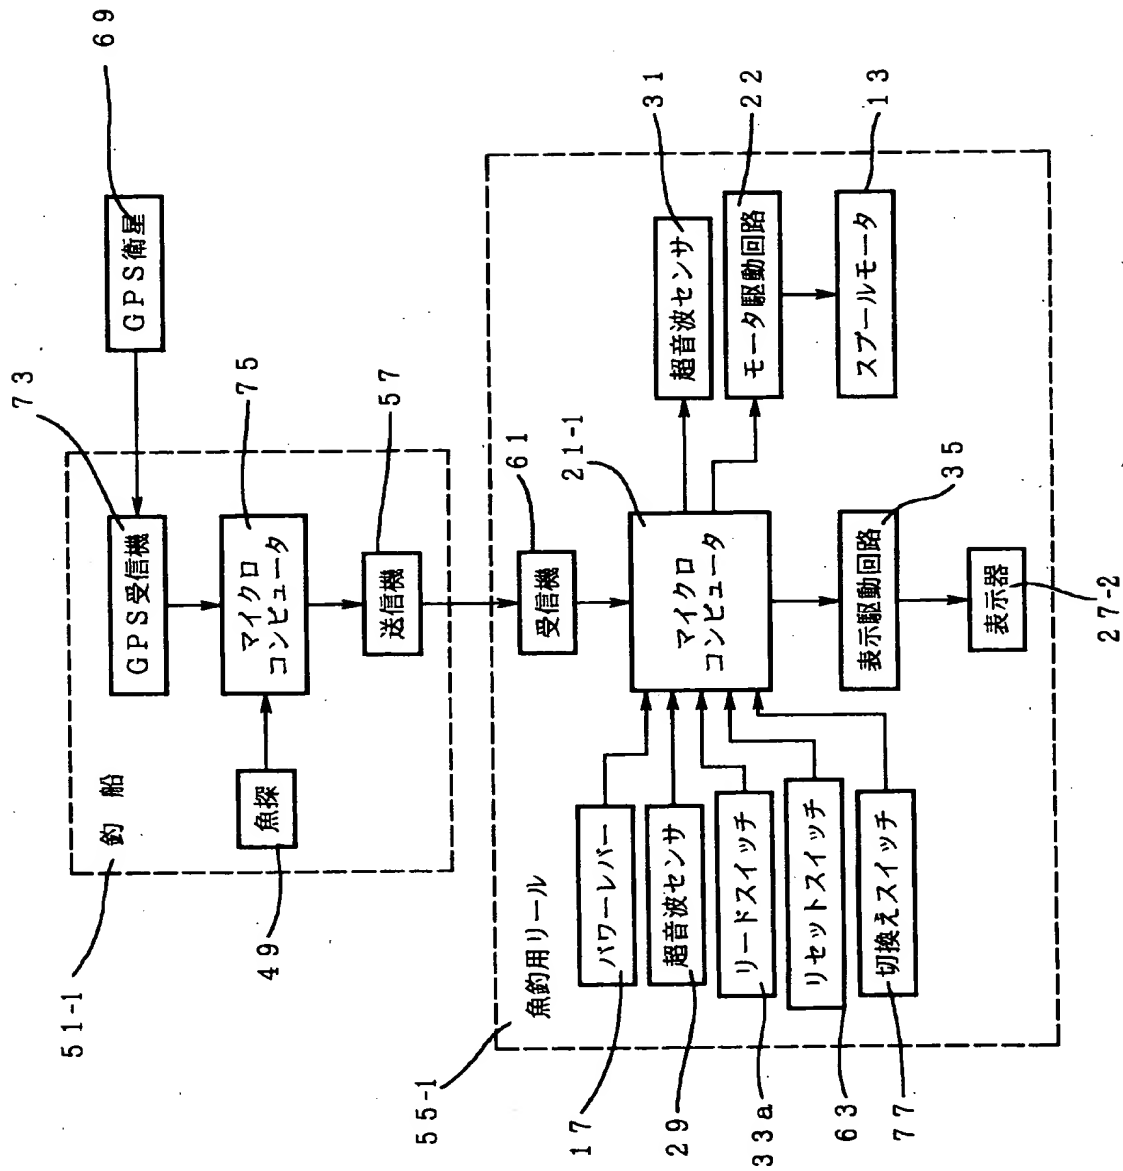 69
GPS衛星
73
GPS受信機
75
マイクロ
コンピュータ
57
送信機
釣船
魚探
51-1
49
61
受信機
21-1
マイクロ
コンピュータ
31
超音波センサ
22
モータ駆動回路
13
スプールモータ
35
表示駆動回路
表示器
27-2
魚釣用リール
55-1
パワーレバー
17
超音波センサ
29
リードスイッチ
33a
リセットスイッチ
63
切換えスイッチ
77